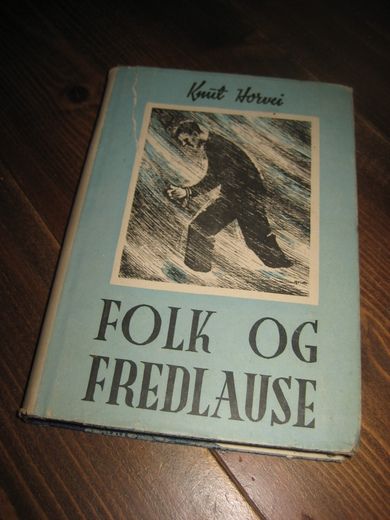 Knut Horvei
FOLK OG
FREDLAUSE